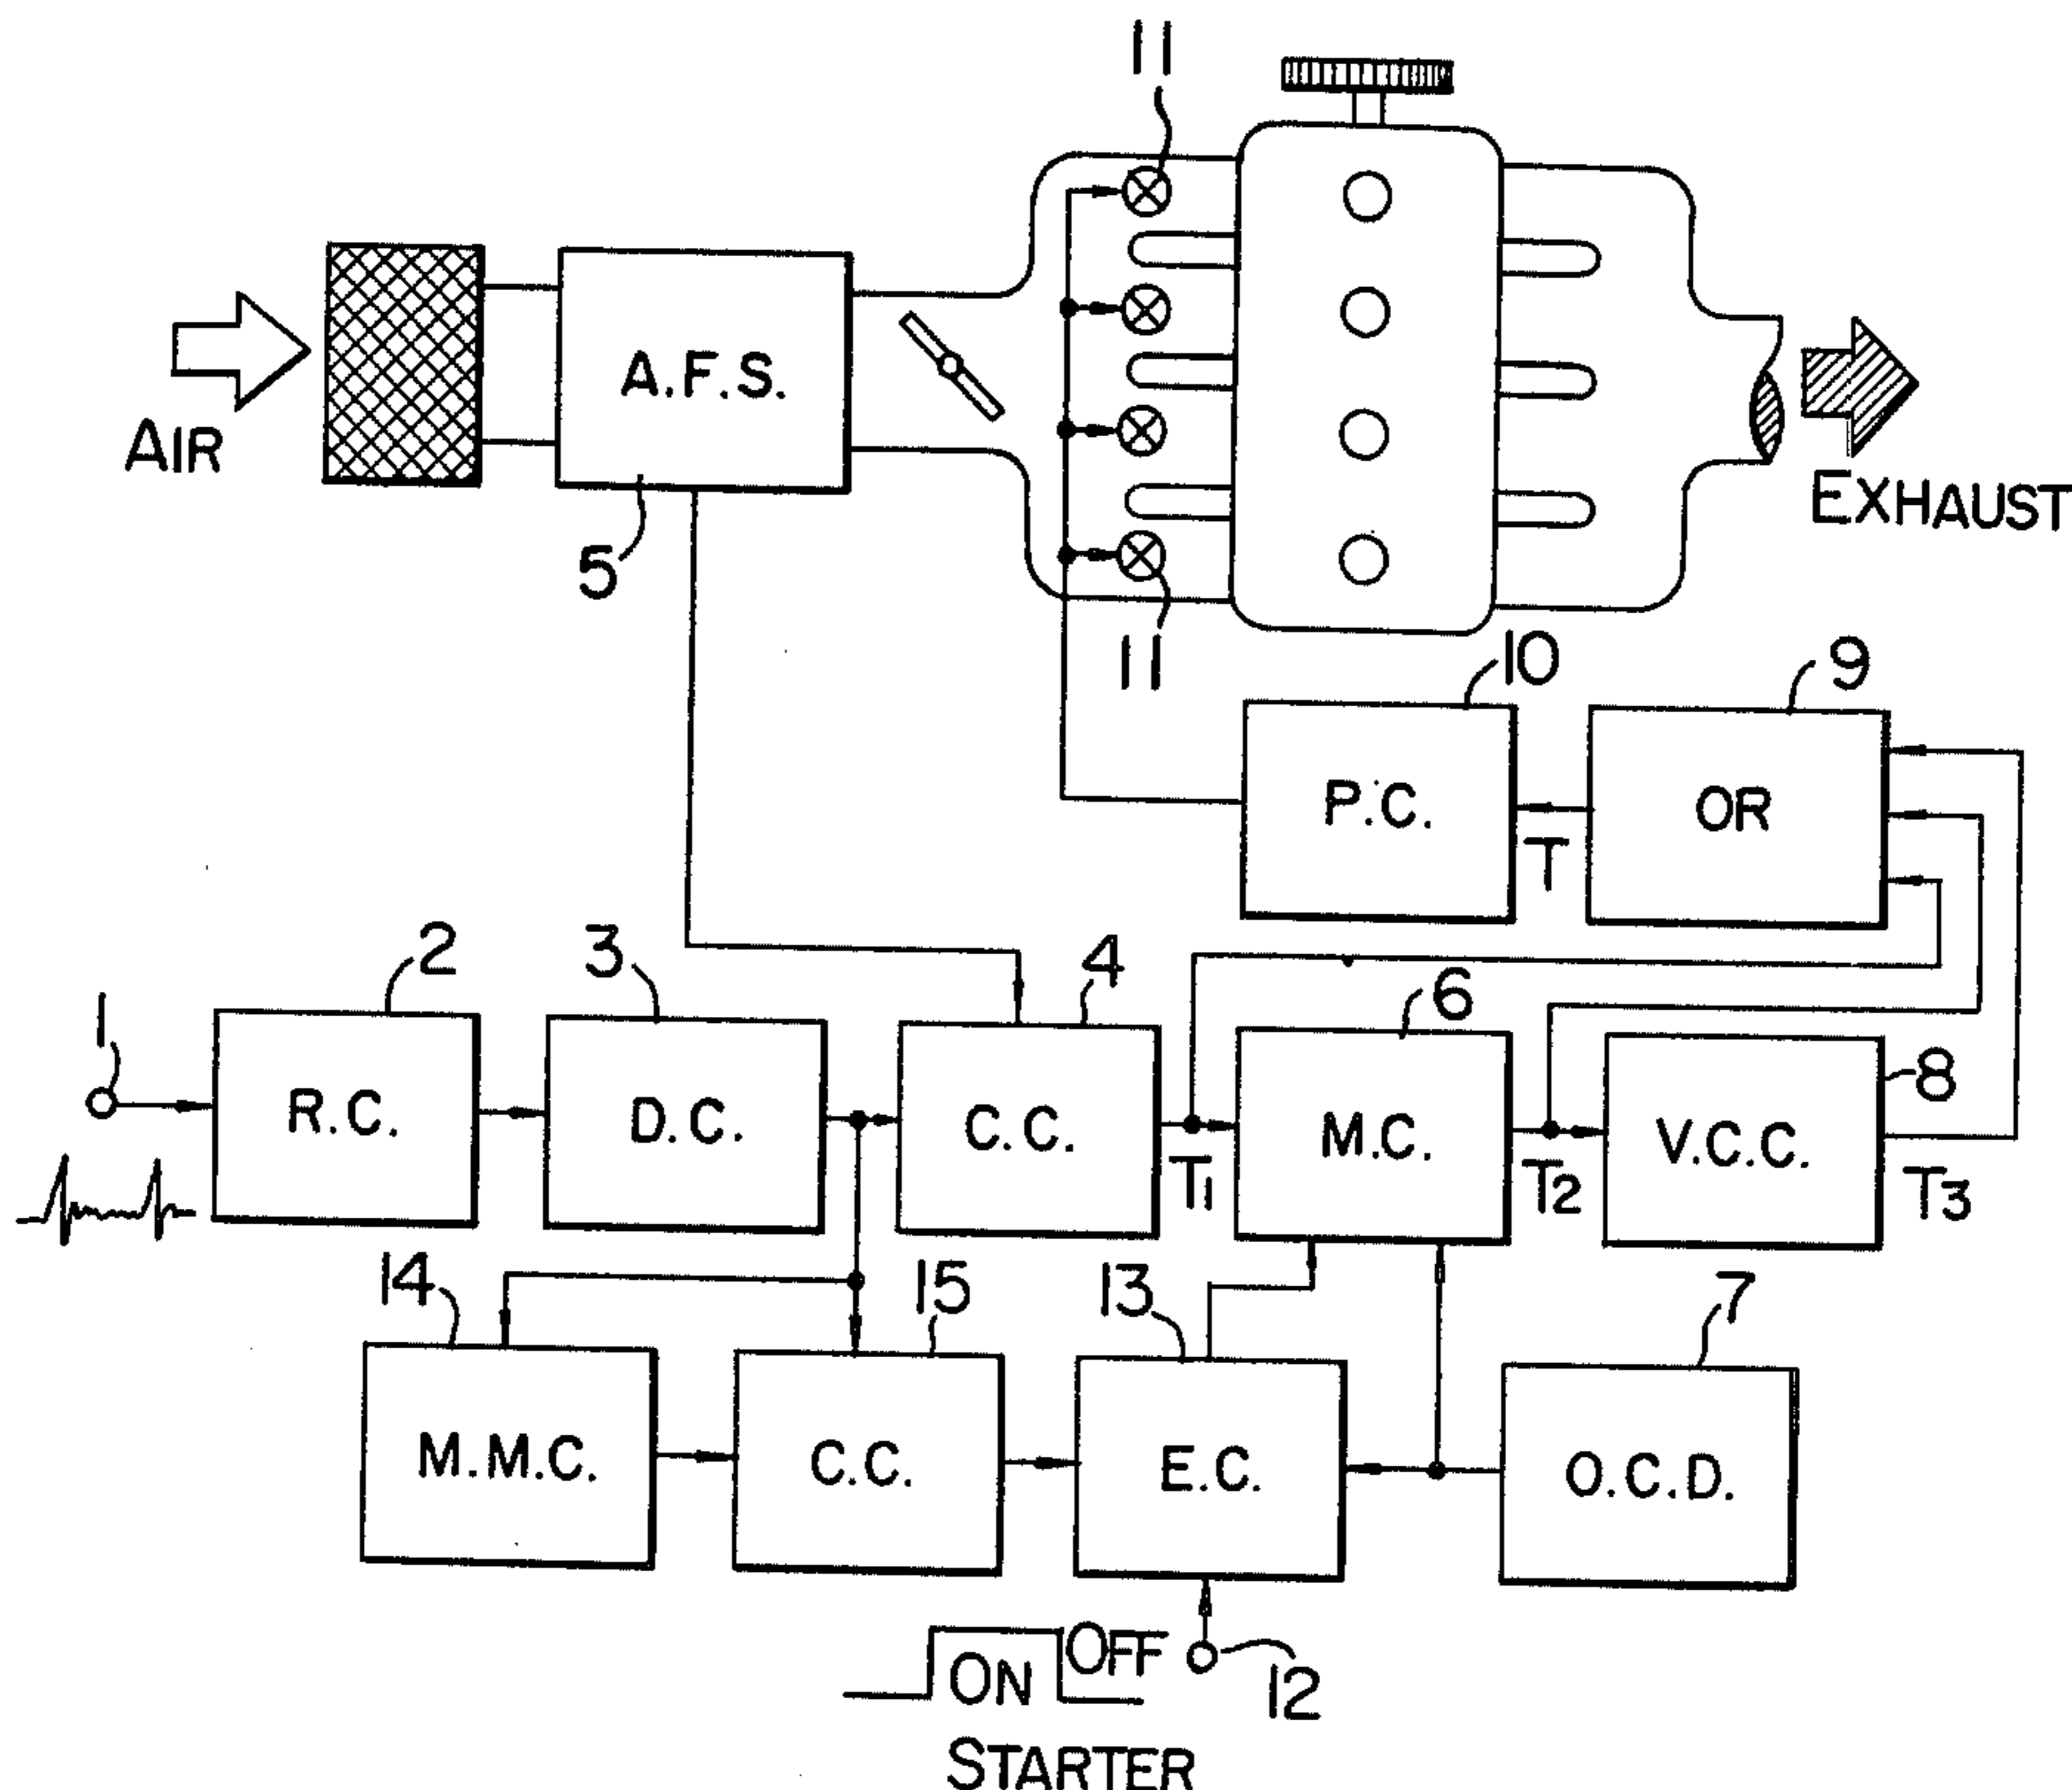 11
A.F.S.
AIR
EXHAUST
5
11
10
9
P.C.
OR
T
2
3
4
6
1
8
R.C.
D.C.
C.C.
M.C.
V.C.C.
T1
T2
T3
14
15
13
7
M.M.C.
C.C.
E.C.
O.C.D.
ON
OFF
12
STARTER